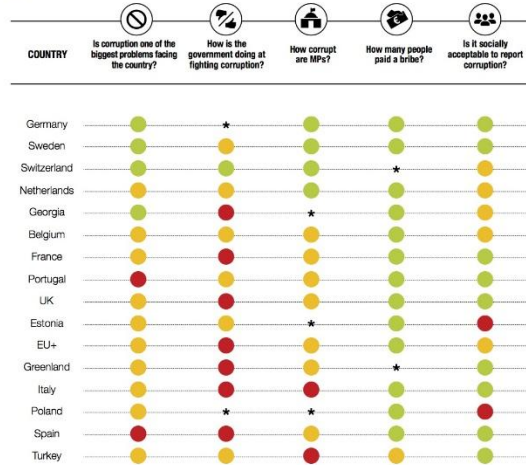 COUNTRY
Is corruption one of the biggest problems facing the country?
How is the government doing at fighting corruption?
How corrupt are MPs?
How many people paid a bribe?
Is it socially acceptable to report corruption?
Germany *
Sweden
Switzerland *
Netherlands
Georgia *
Belgium
France
Portugal
UK
Estonia *
EU+
Greenland *
Italy
Poland * *
Spain
Turkey